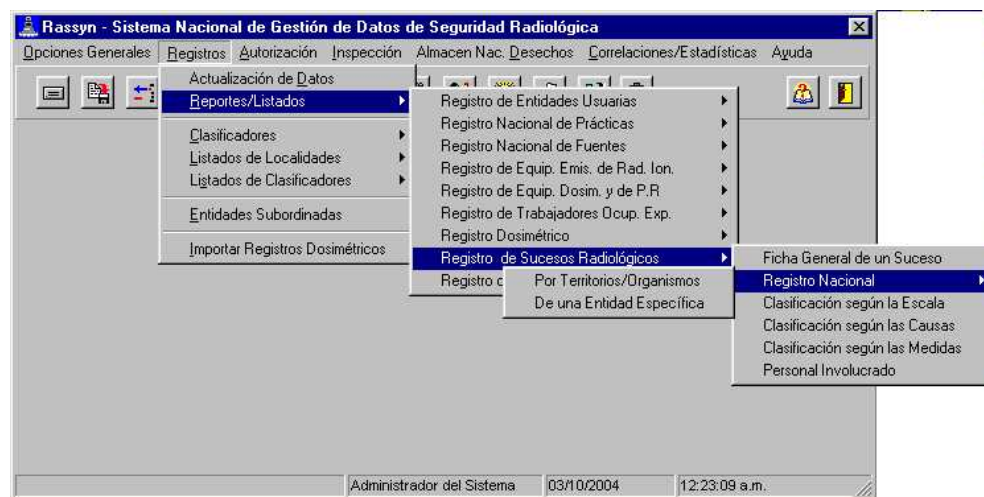 Rassyn - Sistema Nacional de Gestión de Datos de Seguridad Radiológica
Opciones Generales Registros Autorización Inspección Almacen Nac. Desechos Correlaciones/Estadísticas Ayuda
Actualización de Datos
Reportes/Listados
Clasificadores
Listados de Localidades
Listados de Clasificadores
Entidades Subordinadas
Importar Registros Dosimétricos
Registro de Entidades Usuarias
Registro Nacional de Prácticas
Registro Nacional de Fuentes
Registro de Equip. Emis. de Rad. Ion.
Registro de Equip. Dosim. y de P.R
Registro de Trabajadores Ocup. Exp.
Registro Dosimétrico
Registro de Sucesos Radiológicos
Registro
Por Territorios/Organismos
De una Entidad Específica
Ficha General de un Suceso
Registro Nacional
Clasificación según la Escala
Clasificación según las Causas
Clasificación según las Medidas
Personal Involucrado
Administrador del Sistema 03/10/2004 12:23:09 a.m.